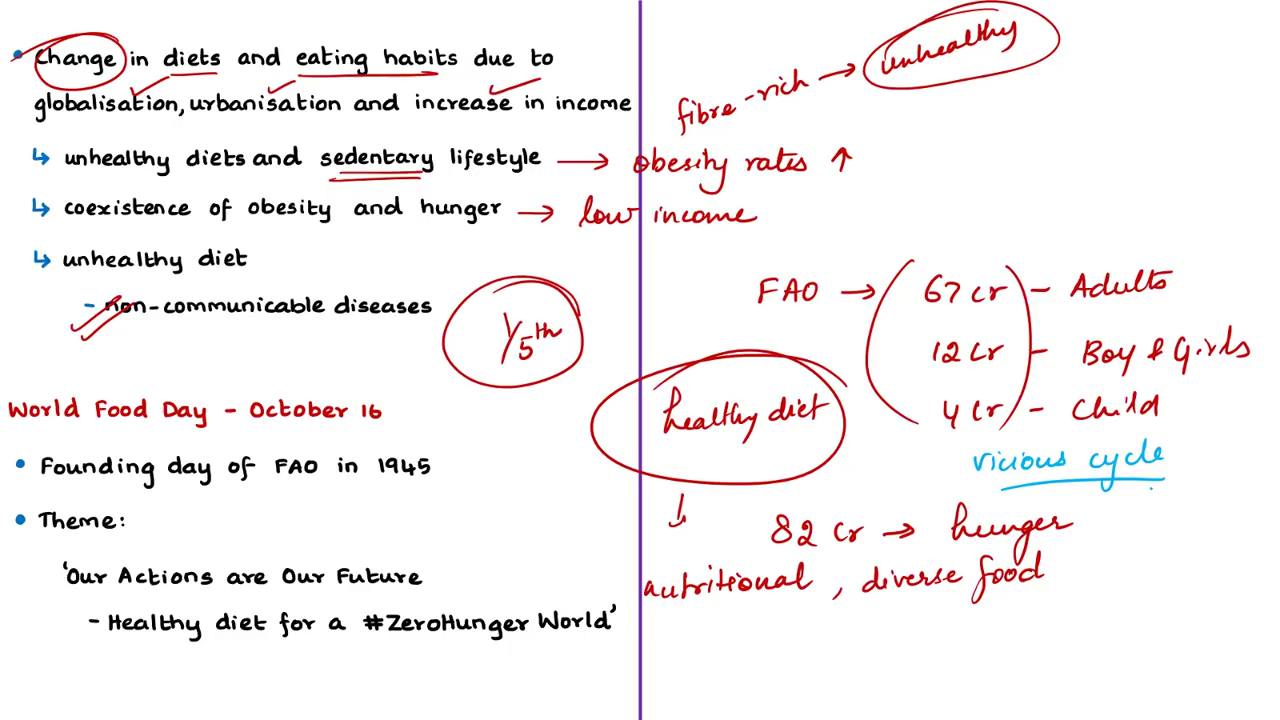 • Change in diets and eating habits due to
globalisation, urbanisation and increase in income
↳ unhealthy diets and sedentary lifestyle → obesity rates ↑
↳ coexistence of obesity and hunger → low income
↳ unhealthy diet
- non-communicable diseases
1/5th
World Food Day - October 16
• Founding day of FAO in 1945
• Theme:
'Our Actions are Our Future
- Healthy diet for a #ZeroHunger World'
fibre-rich → unhealthy
FAO → 67 Cr - Adults
12 Cr - Boy & Girls
4 Cr - Child
healthy diet
vicious cycle
82 Cr → hunger
nutritional, diverse food